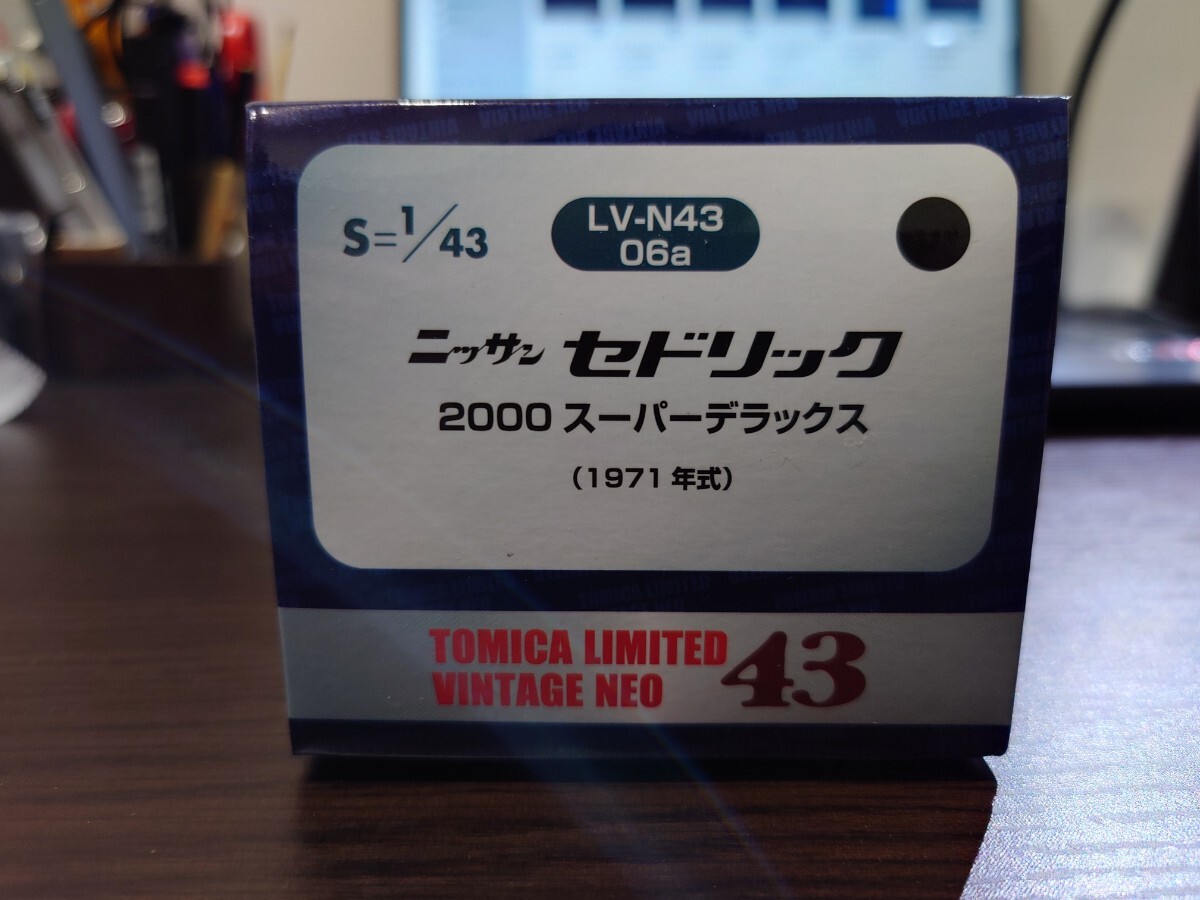 S=1/43
LV-N43
06a
ニッサン セドリック
2000 スーパーデラックス
（1971 年式）
TOMICA LIMITED
VINTAGE NEO 43